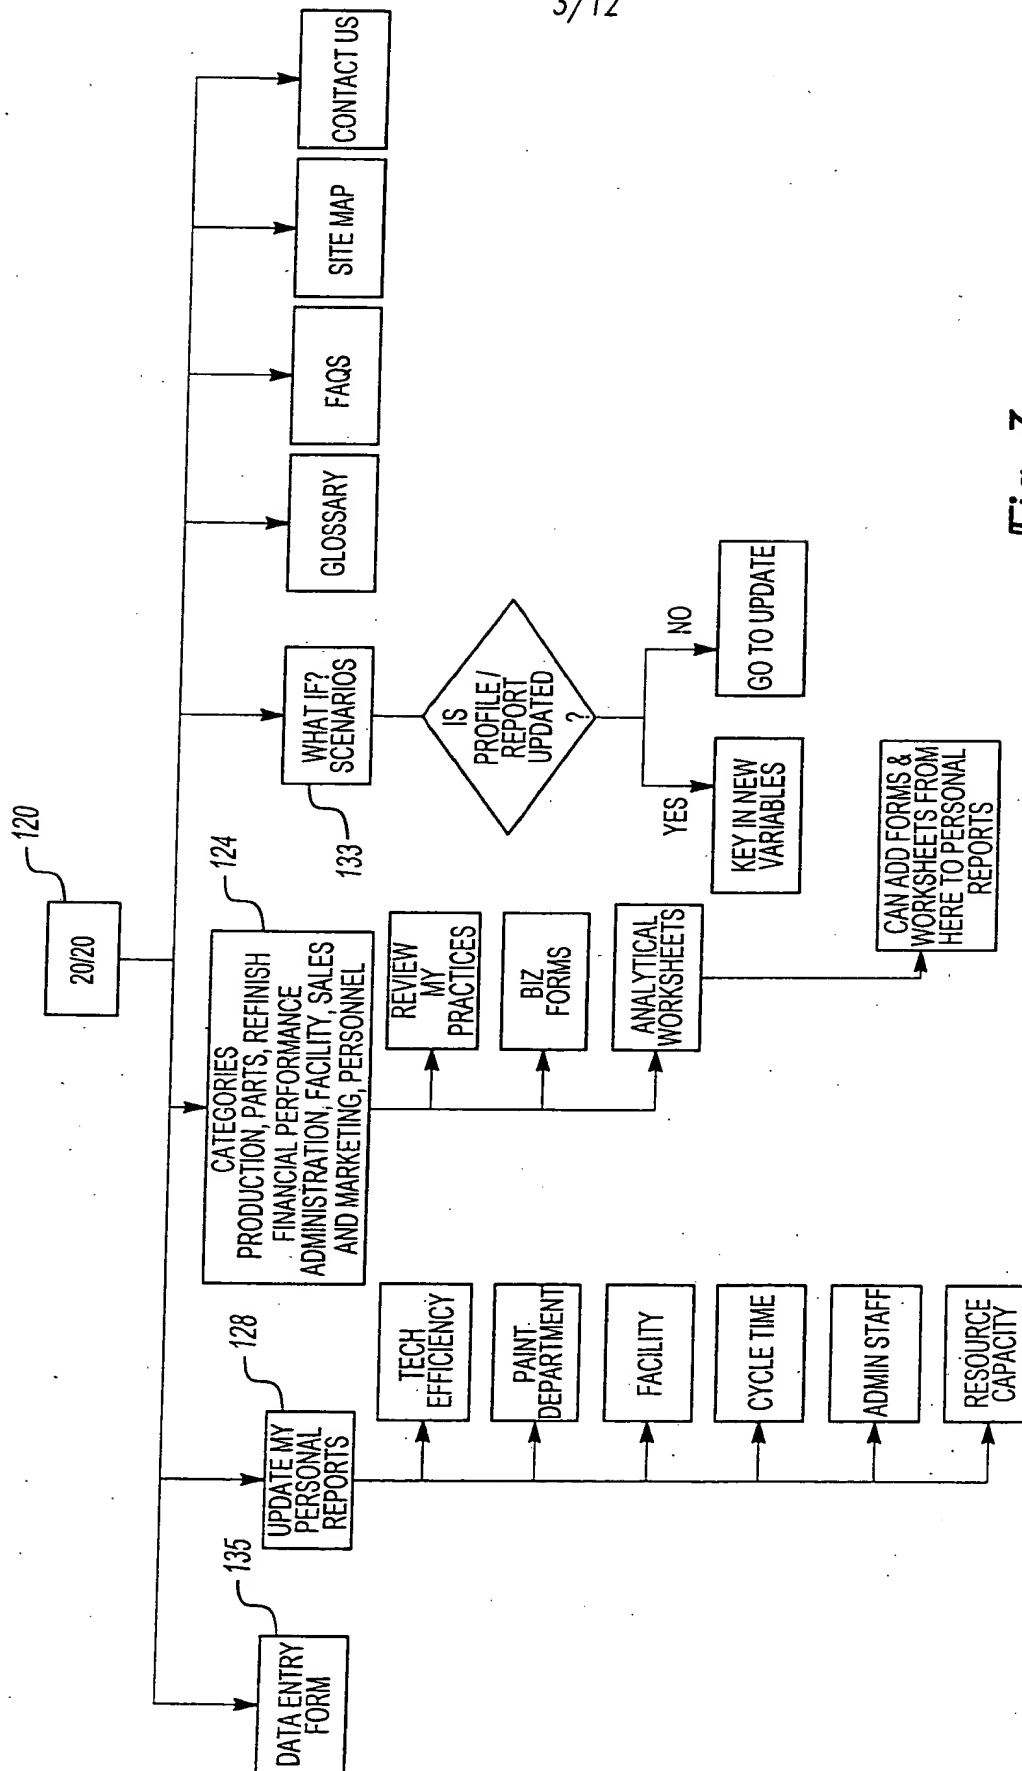 3/12
120
20/20
135
DATA ENTRY
FORM
128
UPDATE MY
PERSONAL
REPORTS
TECH
EFFICIENCY
PAINT
DEPARTMENT
FACILITY
CYCLE TIME
ADMIN STAFF
RESOURCE
CAPACITY
124
CATEGORIES
PRODUCTION, PARTS, REFINISH
FINANCIAL PERFORMANCE
ADMINISTRATION, FACILITY, SALES
AND MARKETING, PERSONNEL
REVIEW
MY
PRACTICES
BIZ
FORMS
ANALYTICAL
WORKSHEETS
CAN ADD FORMS &
WORKSHEETS FROM
HERE TO PERSONAL
REPORTS
133
WHAT IF?
SCENARIOS
IS
PROFILE /
REPORT
UPDATED
?
YES
NO
KEY IN NEW
VARIABLES
GO TO UPDATE
GLOSSARY
FAQS
SITE MAP
CONTACT US